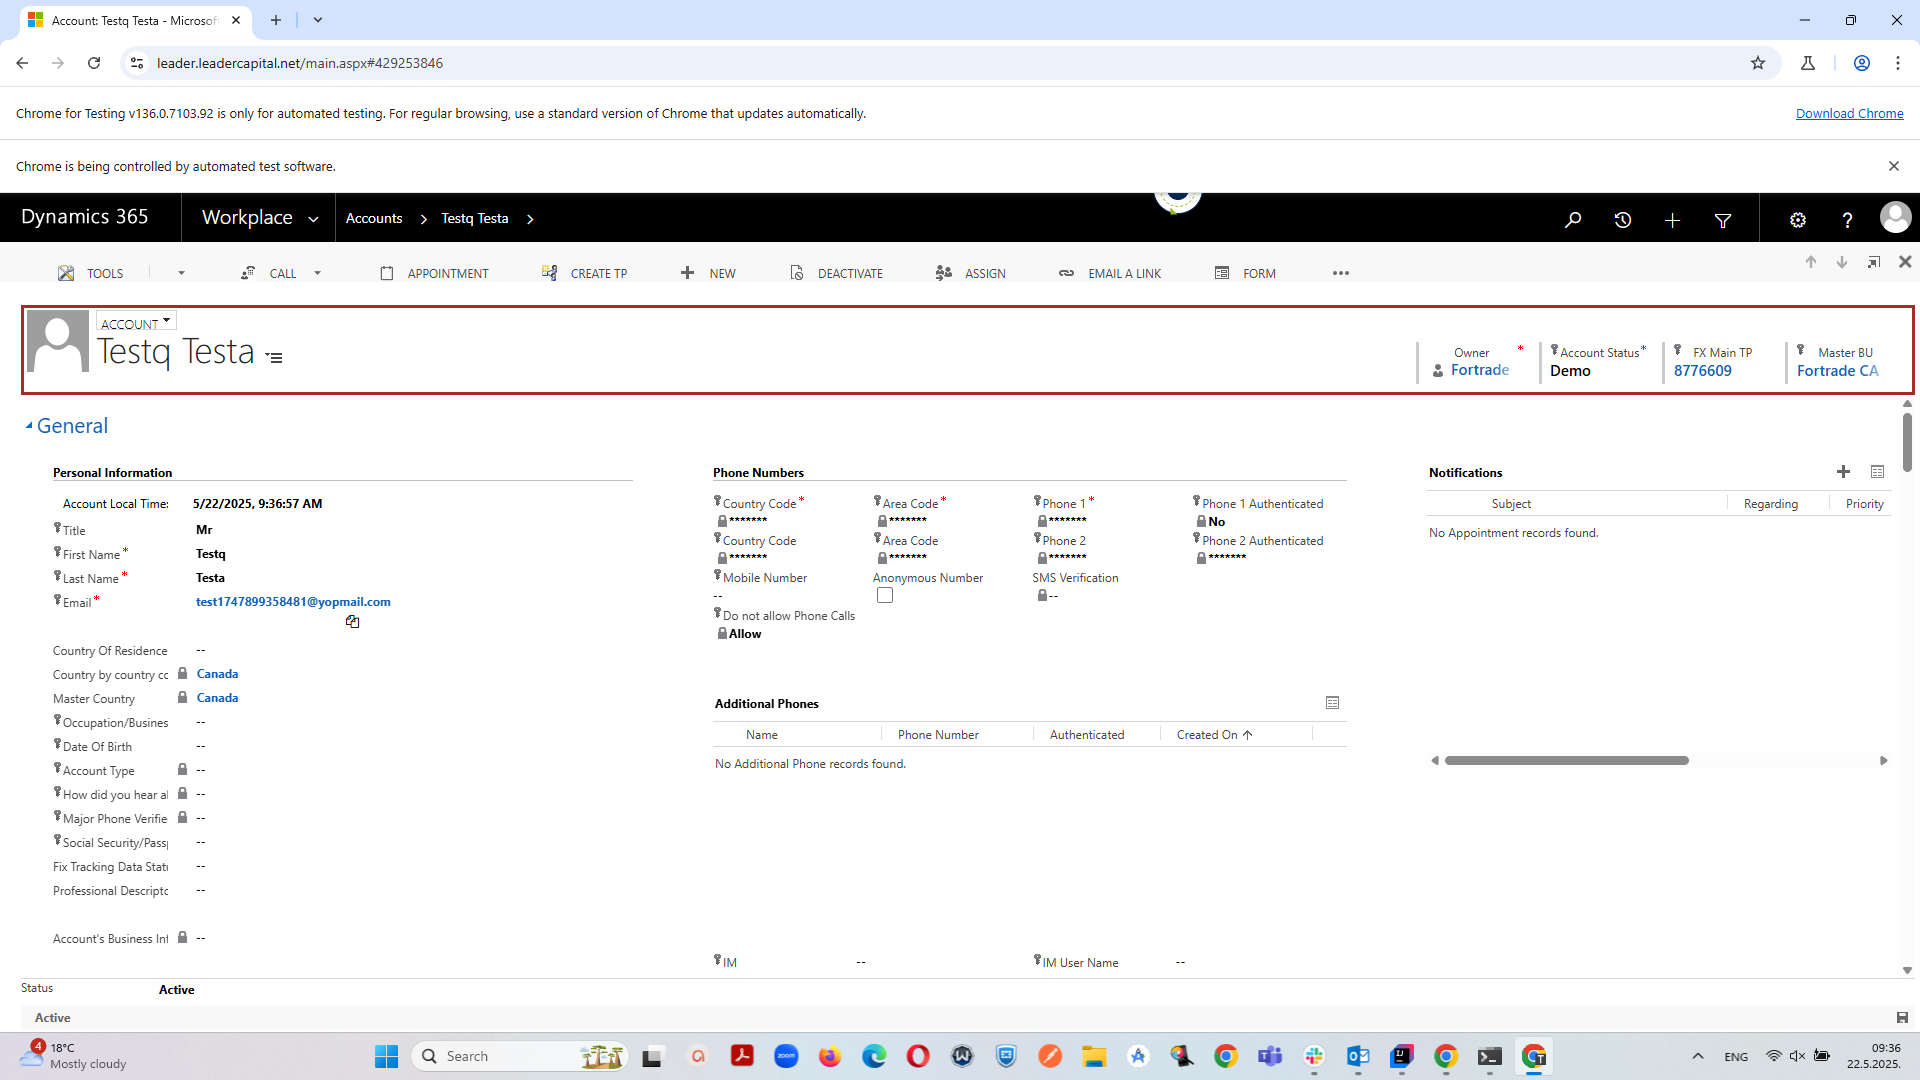 Account: Testq Testa - Microsof
leader.leadercapital.net/main.aspx#429253846
Chrome for Testing v136.0.7103.92 is only for automated testing. For regular browsing, use a standard version of Chrome that updates automatically.
Download Chrome
Chrome is being controlled by automated test software.
Dynamics 365
Workplace
Accounts
Testq Testa
TOOLS
CALL
APPOINTMENT
CREATE TP
NEW
DEACTIVATE
ASSIGN
EMAIL A LINK
FORM
ACCOUNT
Testq Testa
Owner *
Fortrade
Account Status *
Demo
FX Main TP
8776609
Master BU
Fortrade CA
General
Personal Information
Account Local Time: 5/22/2025, 9:36:57 AM
Title Mr
First Name * Testq
Last Name * Testa
Email * test1747899358481@yopmail.com
Country Of Residence --
Country by country cc Canada
Master Country Canada
Occupation/Busines --
Date Of Birth --
Account Type --
How did you hear al --
Major Phone Verifie --
Social Security/Pass --
Fix Tracking Data Statu --
Professional Descripto --
Account's Business Inf --
Phone Numbers
Country Code * Area Code * Phone 1 * Phone 1 Authenticated
******* ******* ******* No
Country Code Area Code Phone 2 Phone 2 Authenticated
******* ******* ******* *******
Mobile Number Anonymous Number SMS Verification
-- --
Do not allow Phone Calls
Allow
Additional Phones
Name Phone Number Authenticated Created On
No Additional Phone records found.
IM -- IM User Name --
Notifications
Subject Regarding Priority
No Appointment records found.
Status Active
Active
4
18°C
Mostly cloudy
Search
zoom
ENG
09:36
22.5.2025.